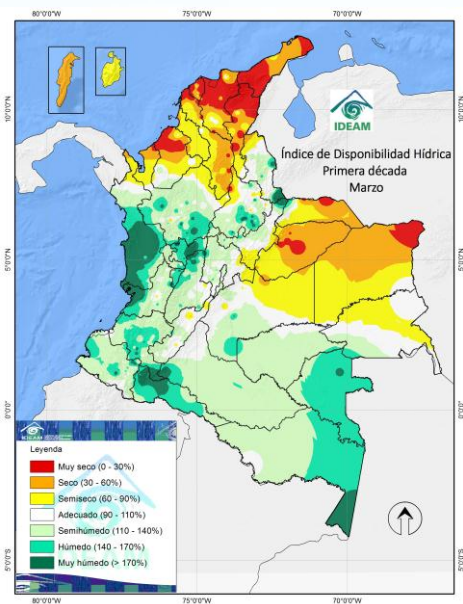 80°0'0"W 75°0'0"W 70°0'0"W
10°0'0"N 10°0'0"N
IDEAM
Índice de Disponibilidad Hídrica
Primera década
Marzo
5°0'0"N 5°0'0"N
0°0'0" 0°0'0"
IDEAM
Leyenda
Muy seco (0 - 30%)
Seco (30 - 60%)
Semiseco (60 - 90%)
Adecuado (90 - 110%)
Semihúmedo (110 - 140%)
Húmedo (140 - 170%)
Muy húmedo (> 170%)
5°0'0"S 5°0'0"S
80°0'0"W 75°0'0"W 70°0'0"W